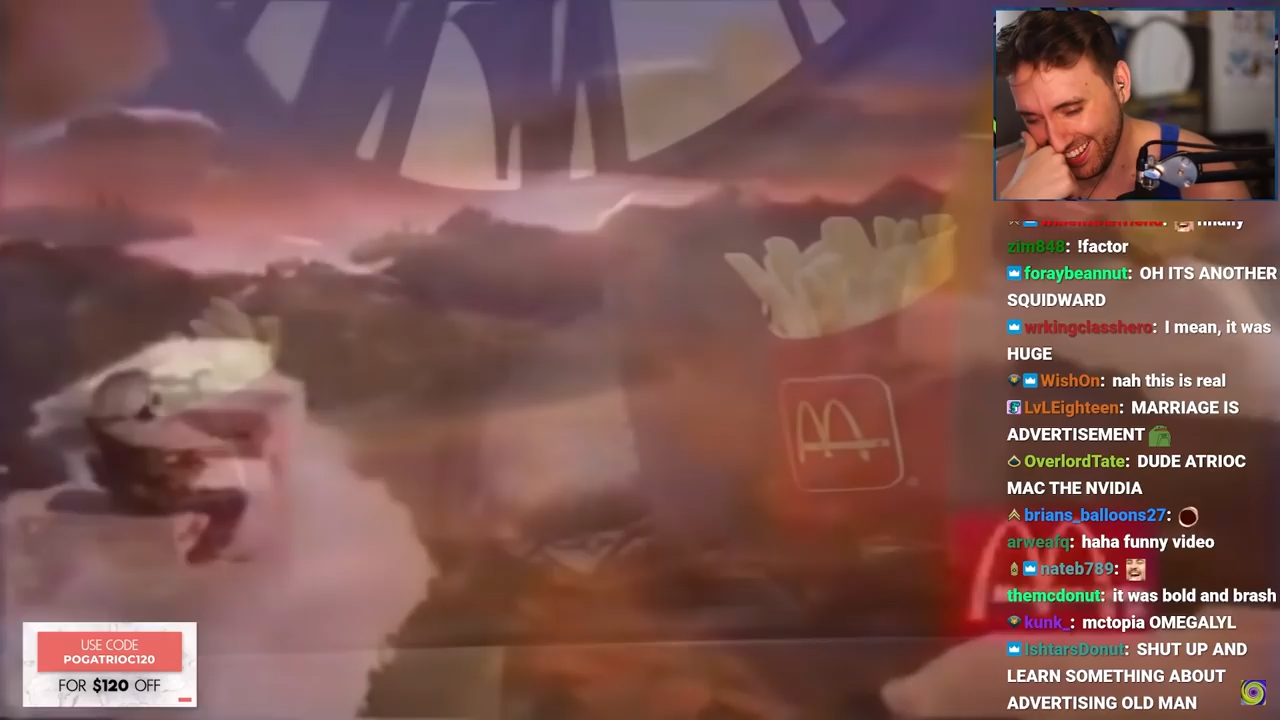 zim848: !factor
foraybeannut: OH ITS ANOTHER
SQUIDWARD
wrkingclasshero: I mean, it was
HUGE
WishOn: nah this is real
LvLEighteen: MARRIAGE IS
ADVERTISEMENT
OverlordTate: DUDE ATRIOC
MAC THE NVIDIA
brians_balloons27:
arweafq: haha funny video
nateb789:
themcdonut: it was bold and brash
kunk_: mctopia OMEGALYL
IshtarsDonut: SHUT UP AND
LEARN SOMETHING ABOUT
ADVERTISING OLD MAN
USE CODE
POGATRIOC120
FOR $120 OFF